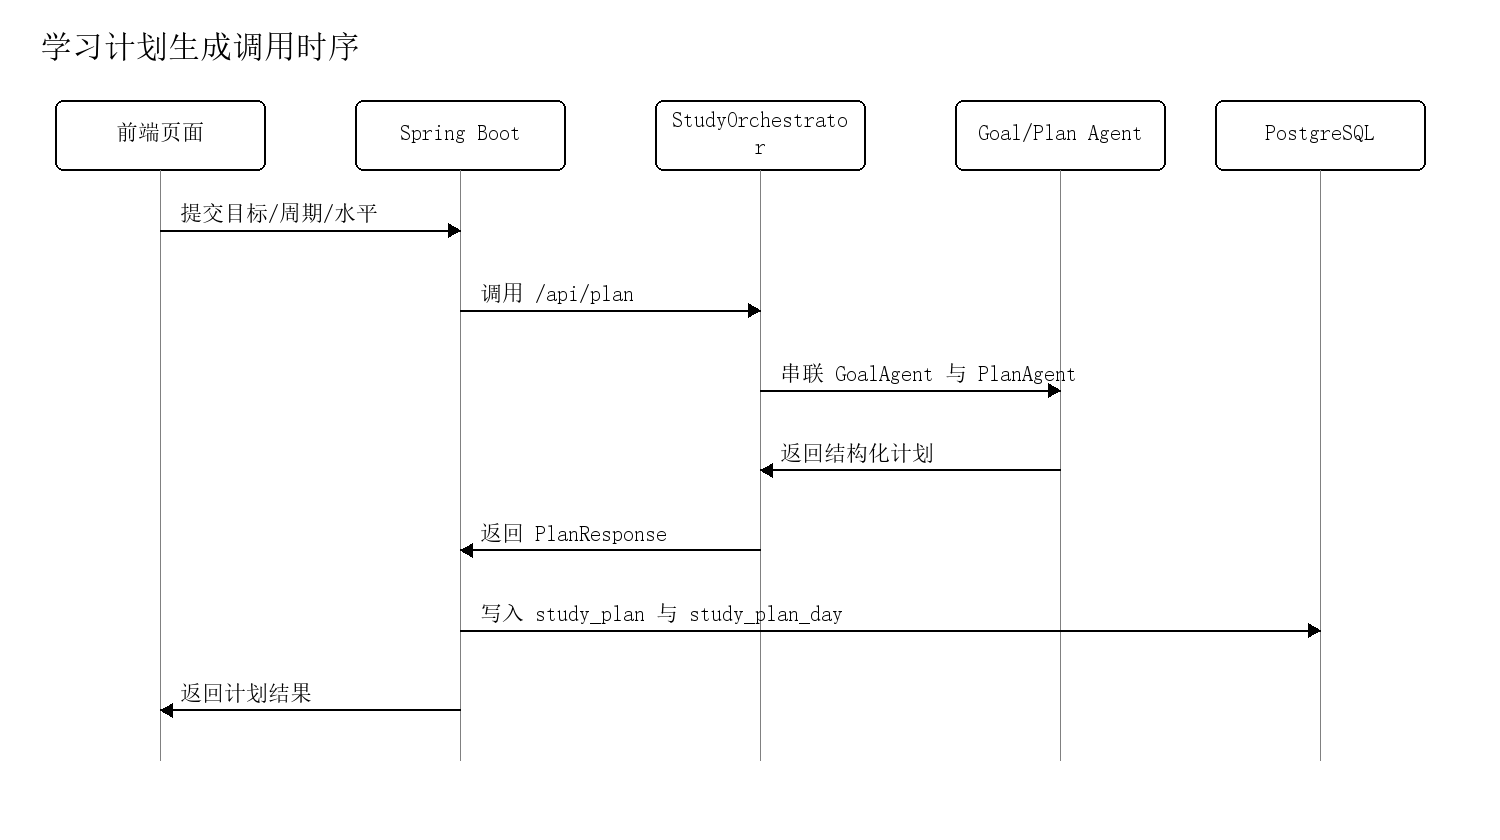 学习计划生成调用时序
前端页面
Spring Boot
StudyOrchestrato
r
Goal/Plan Agent
PostgreSQL
提交目标/周期/水平
调用 /api/plan
串联 GoalAgent 与 PlanAgent
返回结构化计划
返回 PlanResponse
写入 study_plan 与 study_plan_day
返回计划结果